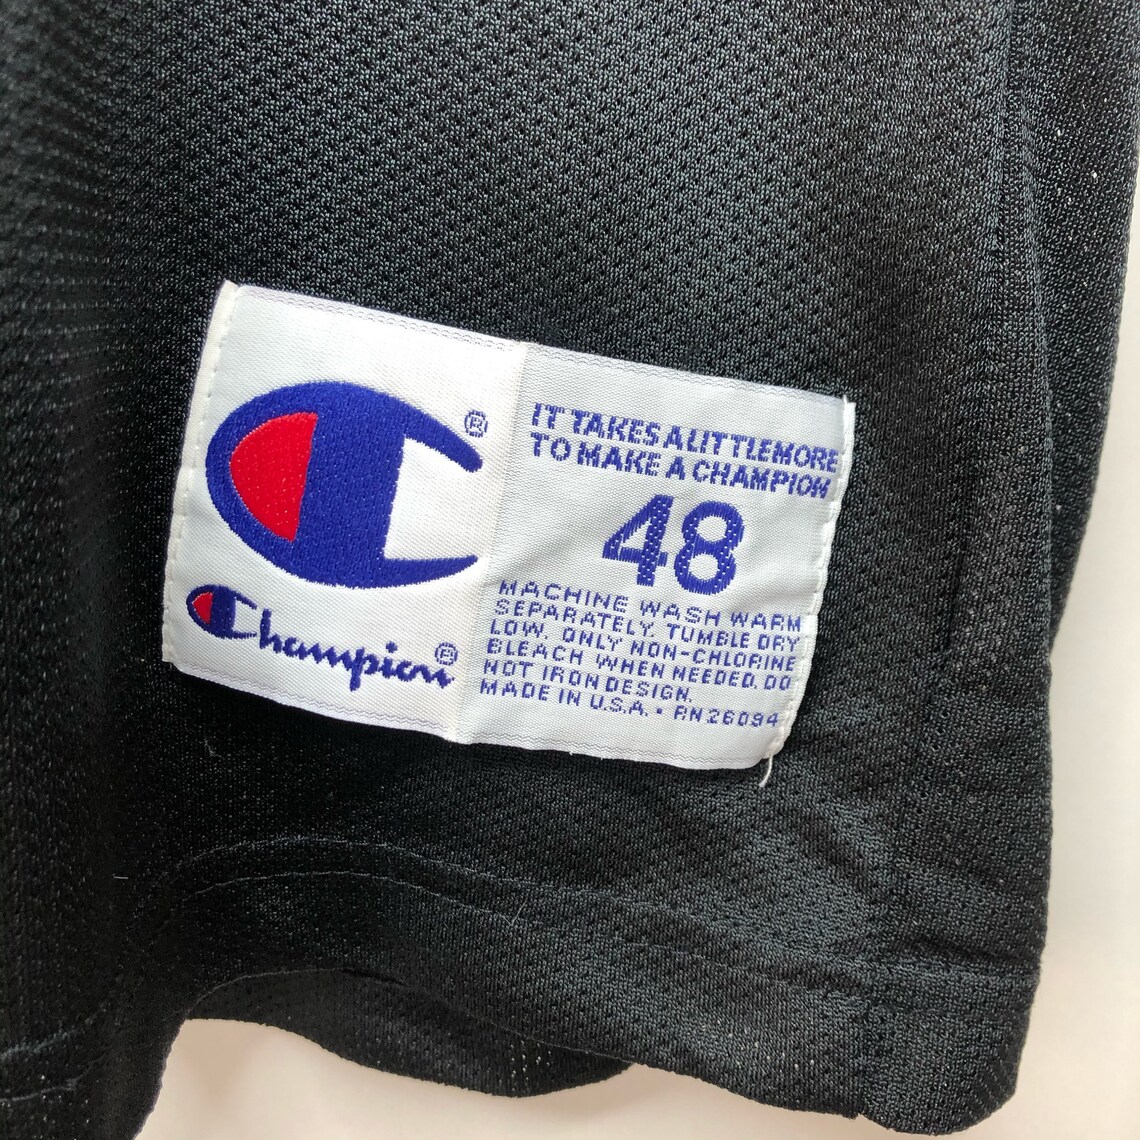 ®
Champion®
IT TAKES A LITTLE MORE
TO MAKE A CHAMPION
48
MACHINE WASH WARM
SEPARATELY. TUMBLE DRY
LOW. ONLY NON-CHLORINE
BLEACH WHEN NEEDED. DO
NOT IRON DESIGN.
MADE IN U.S.A. • RN 26094